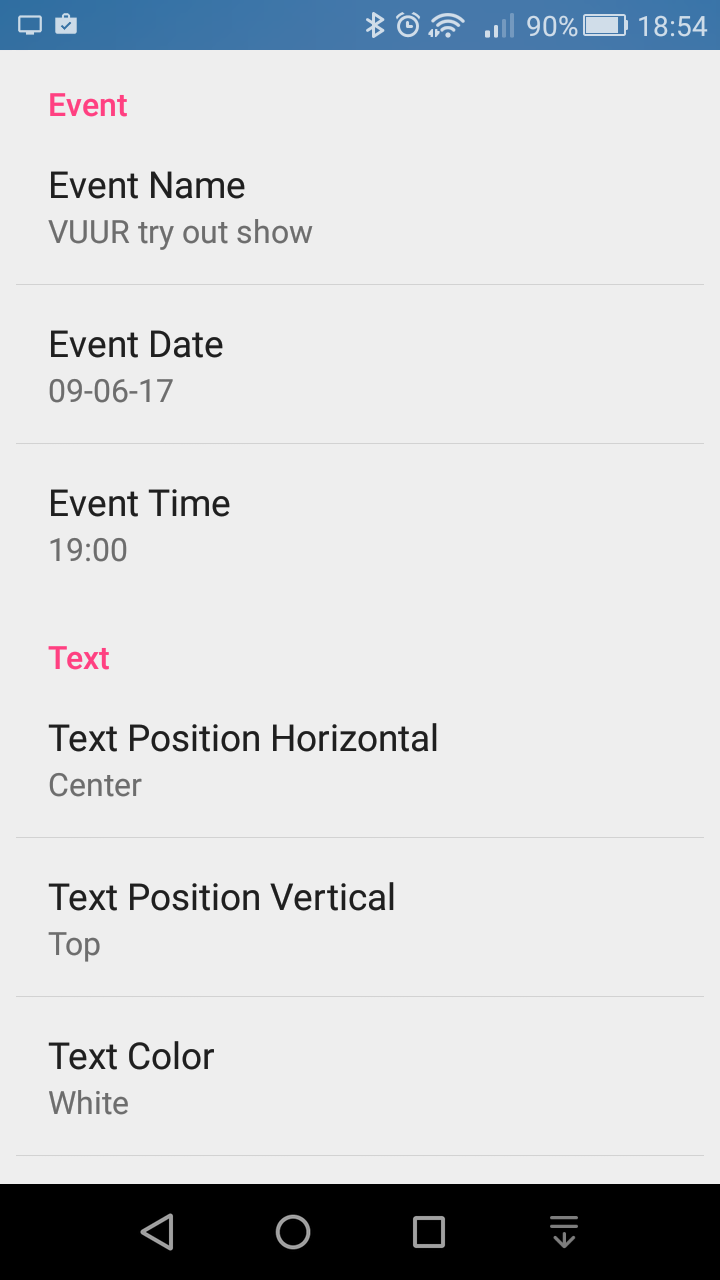 90% 18:54
Event
Event Name
VUUR try out show
Event Date
09-06-17
Event Time
19:00
Text
Text Position Horizontal
Center
Text Position Vertical
Top
Text Color
White